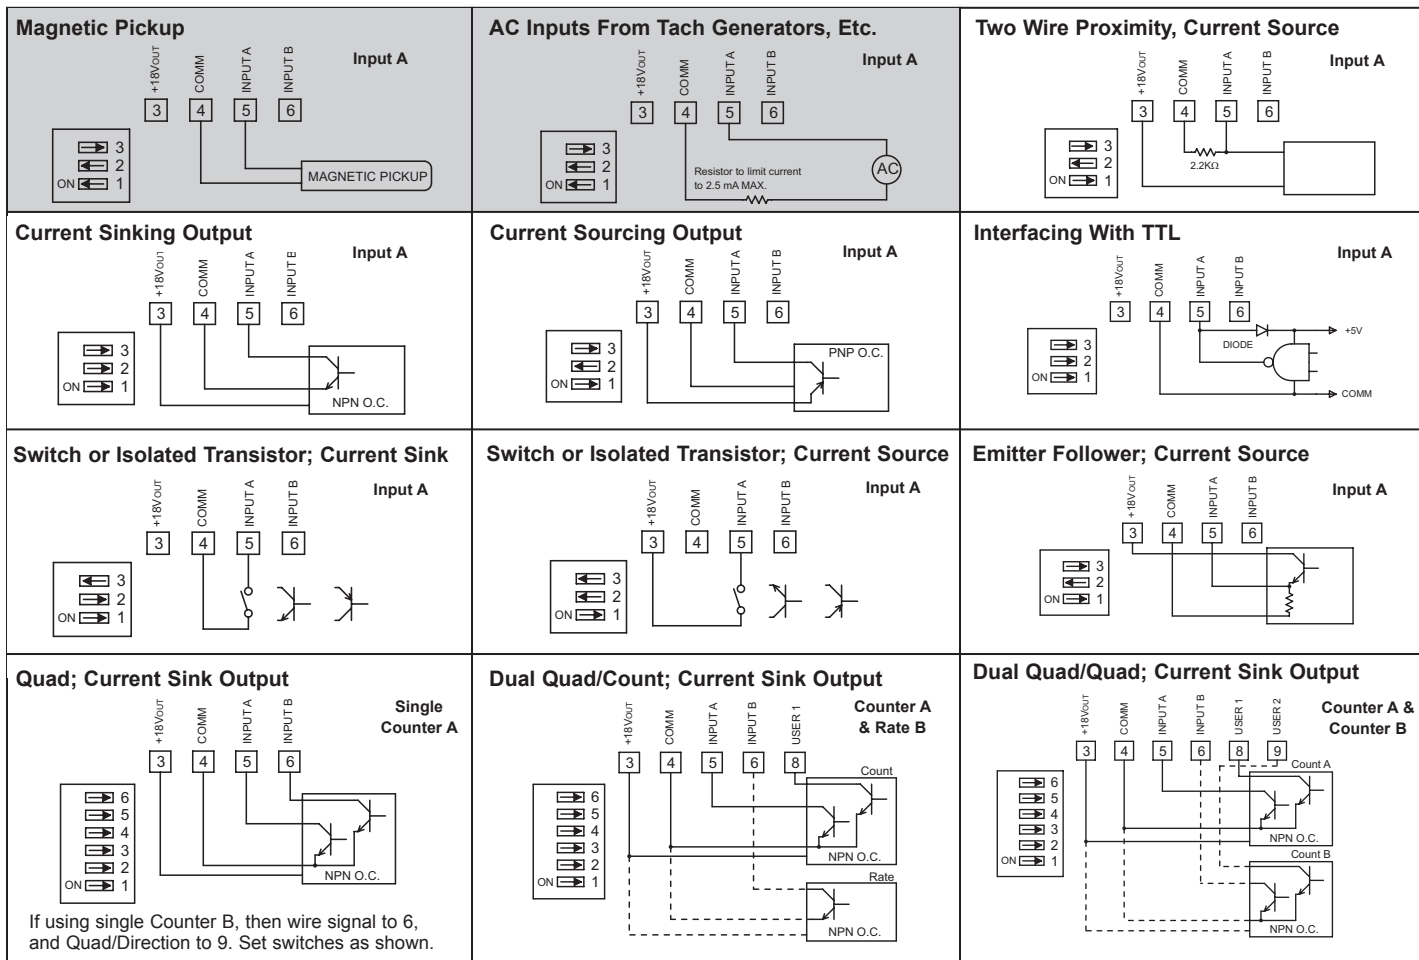 Magnetic Pickup
Input A
+18VOUT
COMM
INPUT A
INPUT B
3 4 5 6
3
2
ON 1
MAGNETIC PICKUP
AC Inputs From Tach Generators, Etc.
Input A
+18VOUT
COMM
INPUT A
INPUT B
3 4 5 6
3
2
ON 1
Resistor to limit current
to 2.5 mA MAX.
AC
Two Wire Proximity, Current Source
Input A
+18VOUT
COMM
INPUT A
INPUT B
3 4 5 6
3
2
ON 1
2.2KΩ
Current Sinking Output
Input A
+18VOUT
COMM
INPUT A
INPUT E
3 4 5 6
3
2
ON 1
NPN O.C.
Current Sourcing Output
Input A
+18VOUT
COMM
INPUT A
INPUT B
3 4 5 6
3
2
ON 1
PNP O.C.
Interfacing With TTL
Input A
+18VOUT
COMM
INPUT A
INPUT B
3 4 5 6
3
2
ON 1
DIODE
+5V
COMM
Switch or Isolated Transistor; Current Sink
Input A
+18VOUT
COMM
INPUT A
INPUT B
3 4 5 6
3
2
ON 1
Switch or Isolated Transistor; Current Source
Input A
+18VOUT
COMM
INPUT A
INPUT B
3 4 5 6
3
2
ON 1
Emitter Follower; Current Source
Input A
+18VOUT
COMM
INPUT A
INPUT B
3 4 5 6
3
2
ON 1
Quad; Current Sink Output
Single
Counter A
+18VOUT
COMM
INPUT A
INPUT B
3 4 5 6
6
5
4
3
2
ON 1
NPN O.C.
If using single Counter B, then wire signal to 6,
and Quad/Direction to 9. Set switches as shown.
Dual Quad/Count; Current Sink Output
Counter A
& Rate B
+18VOUT
COMM
INPUT A
INPUT B
USER 1
3 4 5 6 8
6
5
4
3
2
ON 1
Count
NPN O.C.
Rate
NPN O.C.
Dual Quad/Quad; Current Sink Output
Counter A &
Counter B
+18VOUT
COMM
INPUT A
INPUT B
USER 1
USER 2
3 4 5 6 8 9
6
5
4
3
2
ON 1
Count A
NPN O.C.
Count B
NPN O.C.